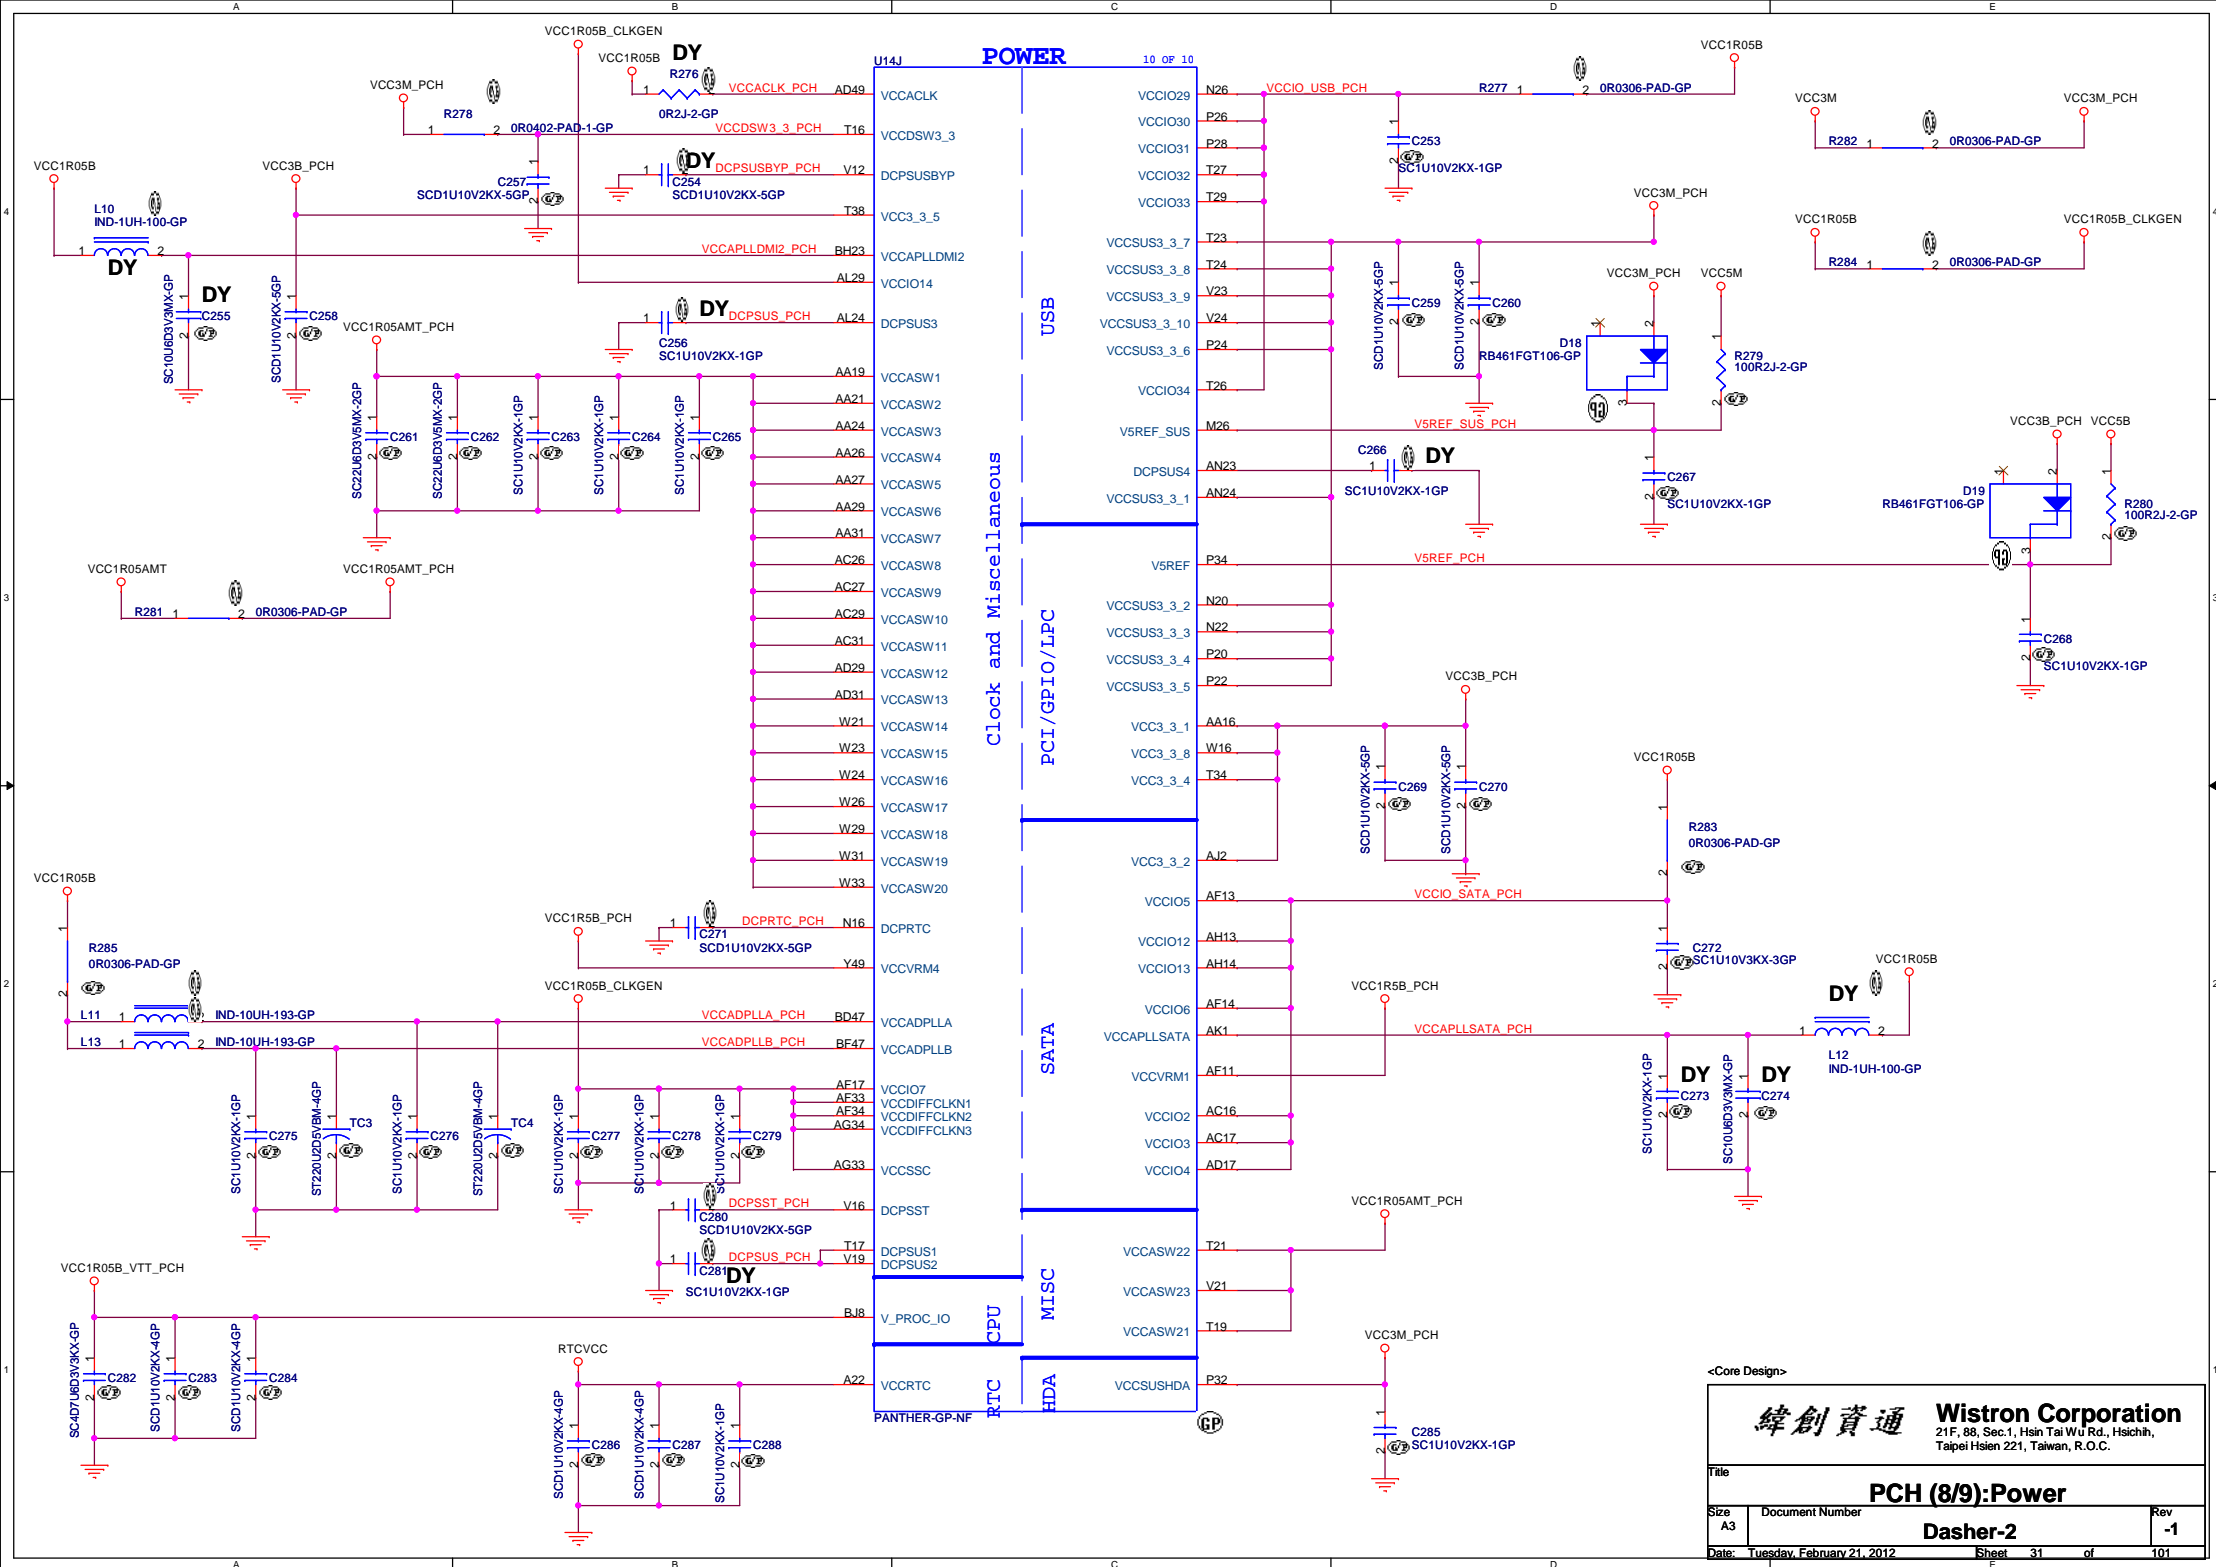 A
B
C
D
E
VCC1R05B_CLKGEN
VCC1R05B
DY
R276
VCC3M_PCH
R278
1
2
0R0402-PAD-1-GP
0R2J-2-GP
VCCACLK_PCH
AD49
VCCDSW3_3_PCH
T16
C257
SCD1U10V2KX-5GP
DY
C254
SCD1U10V2KX-5GP
DCPSUSBYP_PCH
V12
VCC1R05B
VCC3B_PCH
L10
IND-1UH-100-GP
DY
T38
VCCAPLLDMI2_PCH
BH23
AL29
SC10U6D3V3MX-GP
DY
C255
SCD1U10V2KX-5GP
C258
DY
C256
SC1U10V2KX-1GP
DCPSUS_PCH
AL24
VCC1R05AMT_PCH
SC22U6D3V5MX-2GP
C261
SC22U6D3V5MX-2GP
C262
SC1U10V2KX-1GP
C263
SC1U10V2KX-1GP
C264
SC1U10V2KX-1GP
C265
AA19
AA21
AA24
AA26
AA27
AA29
AA31
AC26
AC27
AC29
AC31
AD29
AD31
W21
W23
W24
W26
W29
W31
W33
VCC1R05AMT
VCC1R05AMT_PCH
R281 1 2 0R0306-PAD-GP
U14J
POWER
10 OF 10
VCCACLK
VCCDSW3_3
DCPSUSBYP
VCC3_3_5
VCCAPLLDMI2
VCCIO14
DCPSUS3
VCCASW1
VCCASW2
VCCASW3
VCCASW4
VCCASW5
VCCASW6
VCCASW7
VCCASW8
VCCASW9
VCCASW10
VCCASW11
VCCASW12
VCCASW13
VCCASW14
VCCASW15
VCCASW16
VCCASW17
VCCASW18
VCCASW19
VCCASW20
DCPRTC
VCCVRM4
VCCADPLLA
VCCADPLLB
VCCIO7
VCCDIFFCLKN1
VCCDIFFCLKN2
VCCDIFFCLKN3
VCCSSC
DCPSST
DCPSUS1
DCPSUS2
V_PROC_IO
VCCRTC
PANTHER-GP-NF
Clock and Miscellaneous
USB
PCI/GPIO/LPC
SATA
MISC
CPU
RTC
HDA
VCCIO29 N26
VCCIO30 P26
VCCIO31 P28
VCCIO32 T27
VCCIO33 T29
VCCSUS3_3_7 T23
VCCSUS3_3_8 T24
VCCSUS3_3_9 V23
VCCSUS3_3_10 V24
VCCSUS3_3_6 P24
VCCIO34 T26
V5REF_SUS M26
DCPSUS4 AN23
VCCSUS3_3_1 AN24
V5REF P34
VCCSUS3_3_2 N20
VCCSUS3_3_3 N22
VCCSUS3_3_4 P20
VCCSUS3_3_5 P22
VCC3_3_1 AA16
VCC3_3_8 W16
VCC3_3_4 T34
VCC3_3_2 AJ2
VCCIO5 AF13
VCCIO12 AH13
VCCIO13 AH14
VCCIO6 AF14
VCCAPLLSATA AK1
VCCVRM1 AF11
VCCIO2 AC16
VCCIO3 AC17
VCCIO4 AD17
VCCASW22 T21
VCCASW23 V21
VCCASW21 T19
VCCSUSHDA P32
GP
VCCIO_USB_PCH
R277 1 2 0R0306-PAD-GP
VCC1R05B
C253
SC1U10V2KX-1GP
VCC3M
VCC3M_PCH
R282 1 2 0R0306-PAD-GP
VCC1R05B
VCC1R05B_CLKGEN
R284 1 2 0R0306-PAD-GP
VCC3M_PCH
SCD1U10V2KX-5GP
C259
SCD1U10V2KX-5GP
C260
VCC3M_PCH
VCC5M
D18
RB461FGT106-GP
R279
100R2J-2-GP
V5REF_SUS_PCH
C266
DY
SC1U10V2KX-1GP
C267
SC1U10V2KX-1GP
VCC3B_PCH
VCC5B
D19
RB461FGT106-GP
R280
100R2J-2-GP
V5REF_PCH
C268
SC1U10V2KX-1GP
VCC3B_PCH
SCD1U10V2KX-5GP
C269
SCD1U10V2KX-5GP
C270
VCC1R05B
R283
0R0306-PAD-GP
VCCIO_SATA_PCH
C272
SC1U10V3KX-3GP
VCC1R5B_PCH
VCCAPLLSATA_PCH
VCC1R05B
DY
L12
IND-1UH-100-GP
SC1U10V2KX-1GP
DY
C273
SC10U6D3V3MX-GP
DY
C274
VCC1R05AMT_PCH
VCC3M_PCH
C285
SC1U10V2KX-1GP
VCC1R05B
R285
0R0306-PAD-GP
L11 1 2 IND-10UH-193-GP
L13 1 2 IND-10UH-193-GP
VCC1R5B_PCH
C271
SCD1U10V2KX-5GP
DCPRTC_PCH
N16
Y49
VCC1R05B_CLKGEN
VCCADPLLA_PCH
BD47
VCCADPLLB_PCH
BF47
AF17
AF33
AF34
AG34
AG33
SC1U10V2KX-1GP
C275
ST220U2D5VBM-4GP
TC3
SC1U10V2KX-1GP
C276
ST220U2D5VBM-4GP
TC4
SC1U10V2KX-1GP
C277
SC1U10V2KX-1GP
C278
SC1U10V2KX-1GP
C279
C280
SCD1U10V2KX-5GP
DCPSST_PCH
V16
C281
DY
SC1U10V2KX-1GP
DCPSUS_PCH
T17
V19
VCC1R05B_VTT_PCH
BJ8
SC4D7U6D3V3KX-GP
C282
SCD1U10V2KX-4GP
C283
SCD1U10V2KX-4GP
C284
RTCVCC
A22
SCD1U10V2KX-4GP
C286
SCD1U10V2KX-4GP
C287
SC1U10V2KX-1GP
C288
<Core Design>
緯創資通
Wistron Corporation
21F, 88, Sec.1, Hsin Tai Wu Rd., Hsichih,
Taipei Hsien 221, Taiwan, R.O.C.
Title
PCH (8/9):Power
Size
A3
Document Number
Dasher-2
Rev
-1
Date: Tuesday, February 21, 2012
Sheet 31 of 101